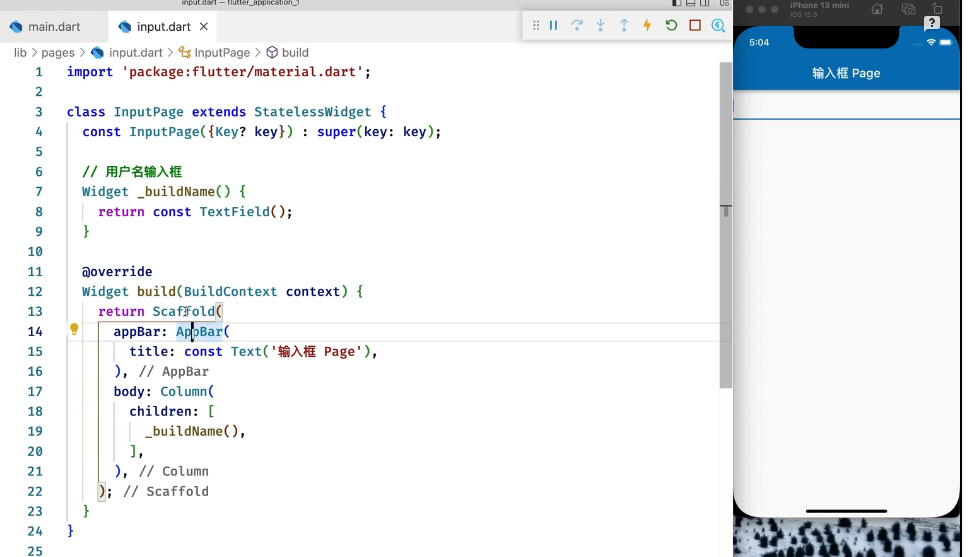 input.dart — flutter_application_1
main.dart
input.dart
lib > pages > input.dart > InputPage > build
1 import 'package:flutter/material.dart';
2
3 class InputPage extends StatelessWidget {
4 const InputPage({Key? key}) : super(key: key);
5
6 // 用户名输入框
7 Widget _buildName() {
8 return const TextField();
9 }
10
11 @override
12 Widget build(BuildContext context) {
13 return Scaffold(
14 appBar: AppBar(
15 title: const Text('输入框 Page'),
16 ), // AppBar
17 body: Column(
18 children: [
19 _buildName(),
20 ],
21 ), // Column
22 ); // Scaffold
23 }
24 }
25
iPhone 13 mini
iOS 15.5
?
5:04
输入框 Page